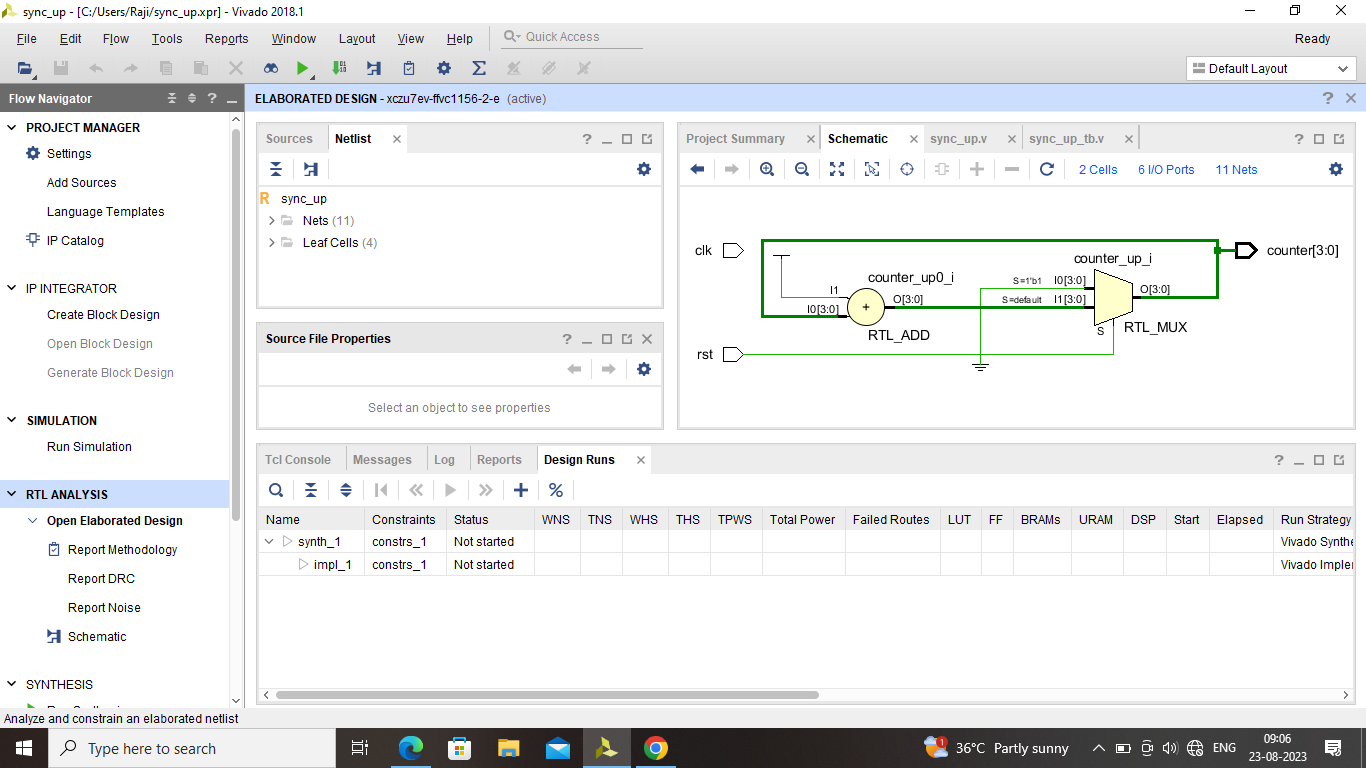 sync_up - [C:/Users/Raji/sync_up.xpr] - Vivado 2018.1
File Edit Flow Tools Reports Window Layout View Help Quick Access Ready
Default Layout
Flow Navigator
PROJECT MANAGER
Settings
Add Sources
Language Templates
IP Catalog
IP INTEGRATOR
Create Block Design
Open Block Design
Generate Block Design
SIMULATION
Run Simulation
RTL ANALYSIS
Open Elaborated Design
Report Methodology
Report DRC
Report Noise
Schematic
SYNTHESIS
ELABORATED DESIGN - xczu7ev-ffvc1156-2-e (active)
Sources Netlist
sync_up
Nets (11)
Leaf Cells (4)
Source File Properties
Select an object to see properties
Project Summary Schematic sync_up.v sync_up_tb.v
2 Cells 6 I/O Ports 11 Nets
clk
rst
counter_up0_i
I1
I0[3:0]
+
O[3:0]
RTL_ADD
counter_up_i
S=1'b1 I0[3:0]
S=default I1[3:0]
O[3:0]
S
RTL_MUX
counter[3:0]
Tcl Console Messages Log Reports Design Runs
Name Constraints Status WNS TNS WHS THS TPWS Total Power Failed Routes LUT FF BRAMs URAM DSP Start Elapsed Run Strategy
synth_1 constrs_1 Not started Vivado Synthe
impl_1 constrs_1 Not started Vivado Impler
Analyze and constrain an elaborated netlist
Type here to search
1
36°C Partly sunny
ENG
09:06
23-08-2023